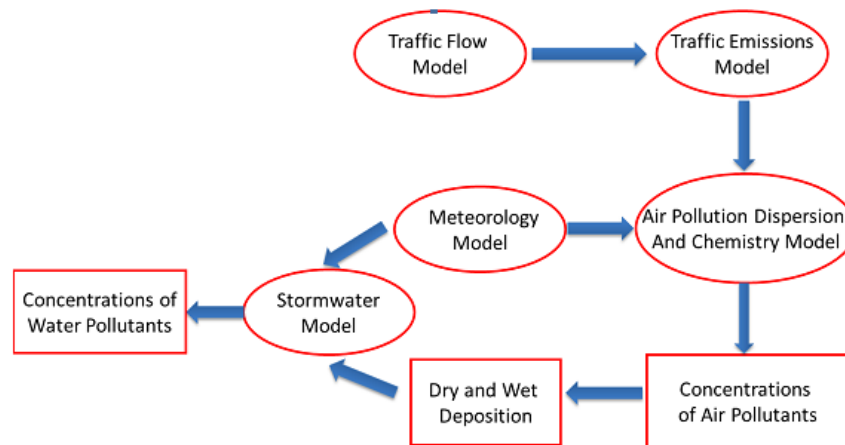 Traffic Flow
Model
Traffic Emissions
Model
Meteorology
Model
Air Pollution Dispersion
And Chemistry Model
Concentrations of
Water Pollutants
Stormwater
Model
Dry and Wet
Deposition
Concentrations
of Air Pollutants